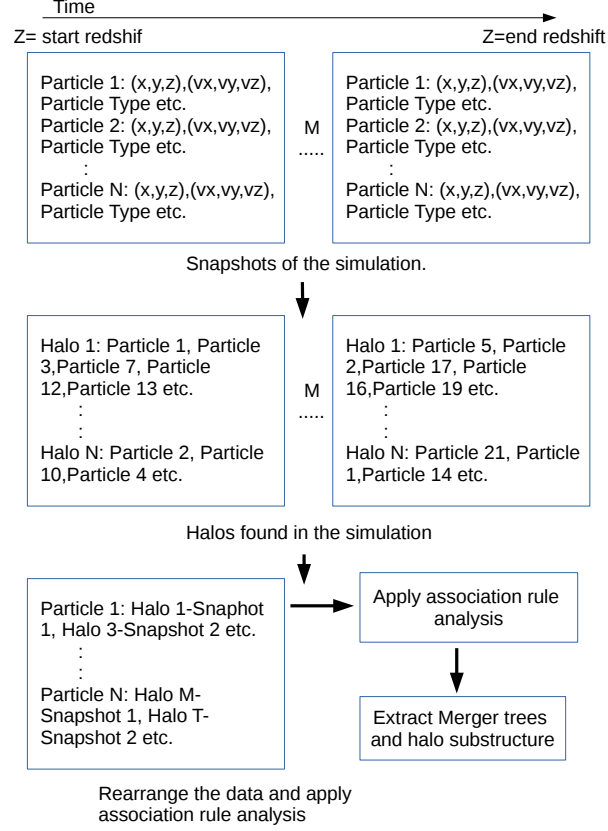 Time
Z= start redshif
Z=end redshift
Particle 1: (x,y,z),(vx,vy,vz),
Particle Type etc.
Particle 2: (x,y,z),(vx,vy,vz),
Particle Type etc.
:
Particle N: (x,y,z),(vx,vy,vz),
Particle Type etc.
M
.....
Particle 1: (x,y,z),(vx,vy,vz),
Particle Type etc.
Particle 2: (x,y,z),(vx,vy,vz),
Particle Type etc.
:
Particle N: (x,y,z),(vx,vy,vz),
Particle Type etc.
Snapshots of the simulation.
Halo 1: Particle 1, Particle
3,Particle 7, Particle
12,Particle 13 etc.
:
:
Halo N: Particle 2, Particle
10,Particle 4 etc.
M
.....
Halo 1: Particle 5, Particle
2,Particle 17, Particle
16,Particle 19 etc.
:
:
Halo N: Particle 21, Particle
1,Particle 14 etc.
Halos found in the simulation
Particle 1: Halo 1-Snaphot
1, Halo 3-Snapshot 2 etc.
:
:
Particle N: Halo M-
Snapshot 1, Halo T-
Snapshot 2 etc.
Apply association rule
analysis
Extract Merger trees
and halo substructure
Rearrange the data and apply
association rule analysis